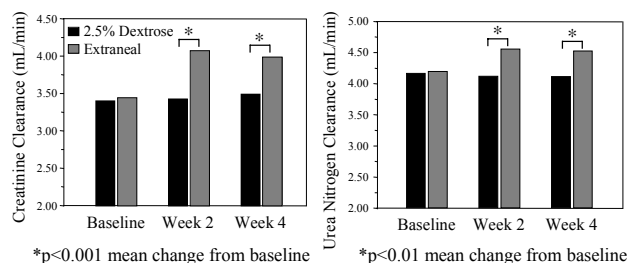 Creatinine Clearance (mL/min)
4.50
4.00
3.50
3.00
2.50
2.00
2.5% Dextrose
Extraneal
*
*
Baseline
Week 2
Week 4
*p<0.001 mean change from baseline
Urea Nitrogen Clearance (mL/min)
5.00
4.50
4.00
3.50
3.00
2.50
2.00
*
*
Baseline
Week 2
Week 4
*p<0.01 mean change from baseline